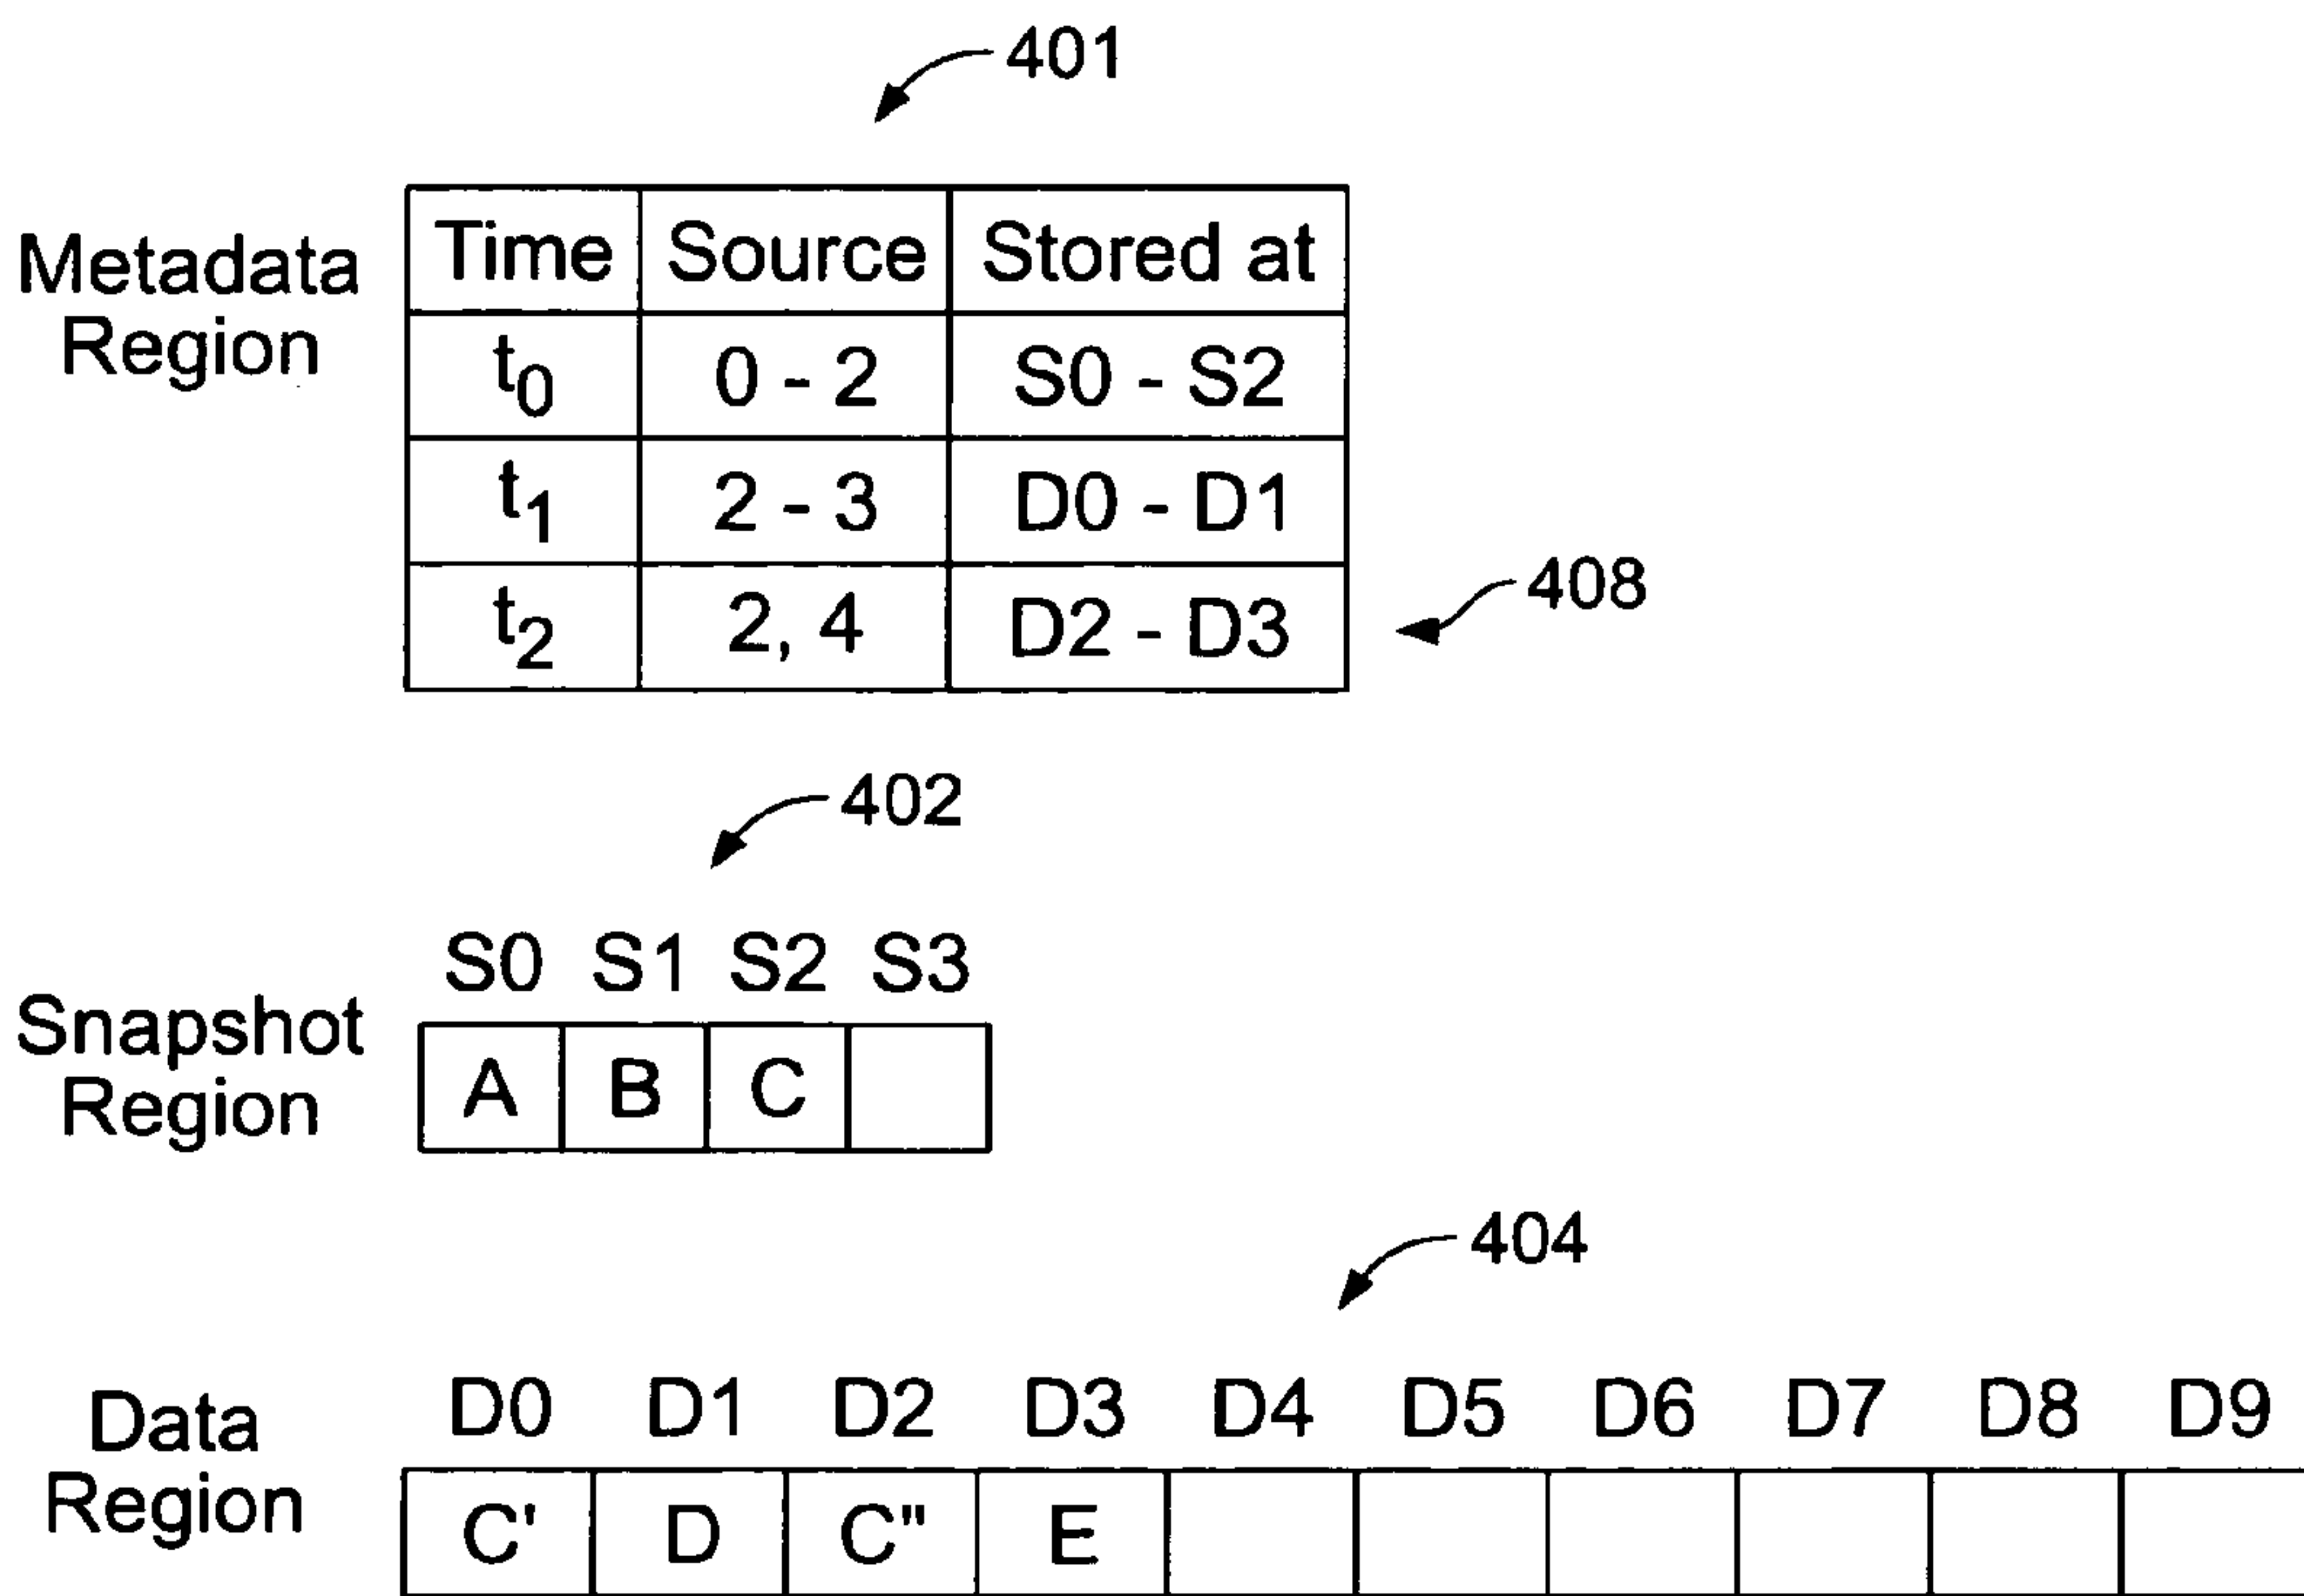 401
Metadata Region
Time Source Stored at
t0 0 - 2 S0 - S2
t1 2 - 3 D0 - D1
t2 2, 4 D2 - D3
408
402
S0 S1 S2 S3
Snapshot Region
A B C
404
D0 D1 D2 D3 D4 D5 D6 D7 D8 D9
Data Region
C' D C" E